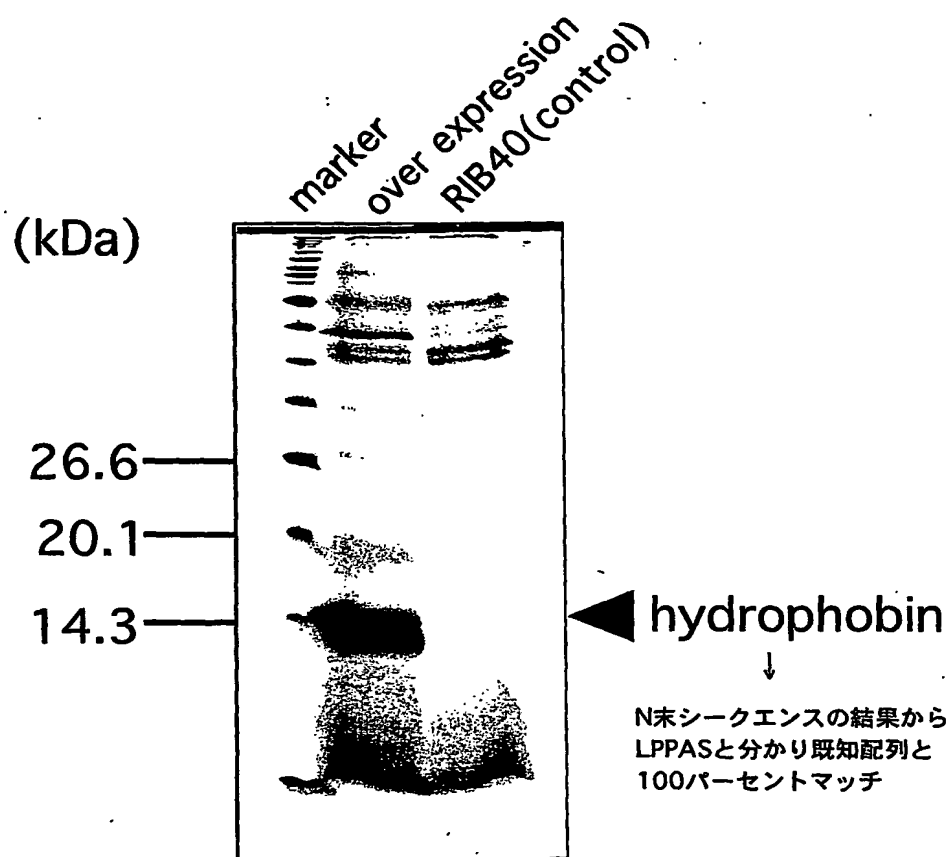 marker
over expression
RIB40(control)
(kDa)
26.6
20.1
14.3
hydrophobin
↓
N末シークエンスの結果から
LPPASと分かり既知配列と
100パーセントマッチ